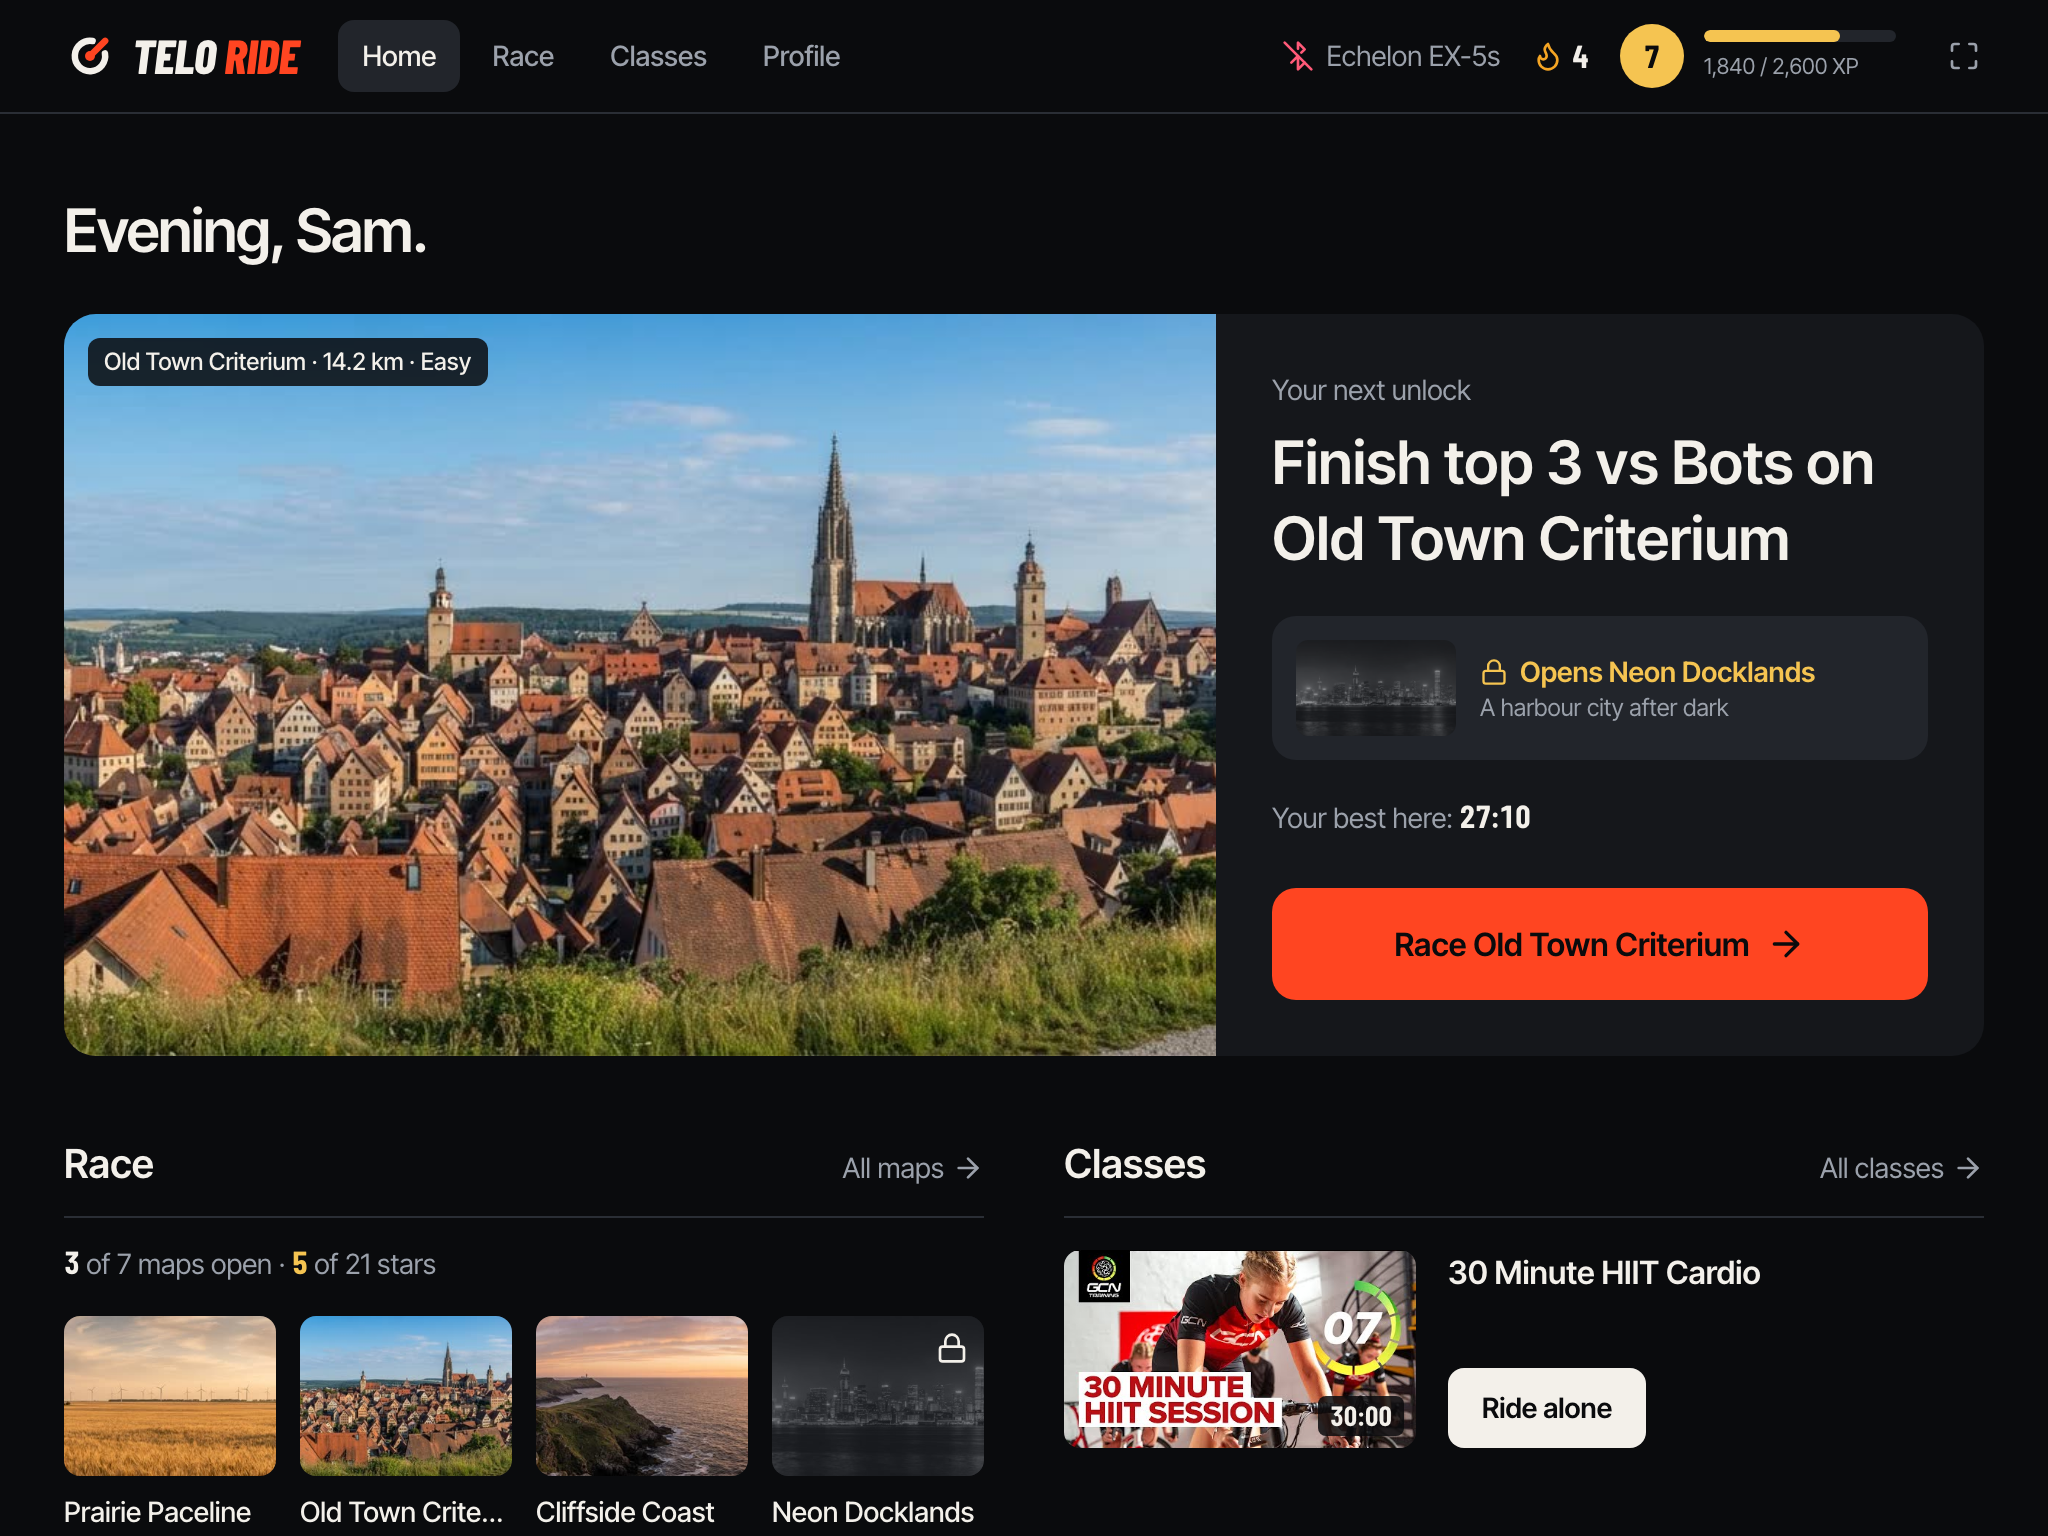 TELO RIDE
Home
Race
Classes
Profile
Echelon EX-5s
4
7
1,840 / 2,600 XP
Evening, Sam.
Old Town Criterium · 14.2 km · Easy
Your next unlock
Finish top 3 vs Bots on
Old Town Criterium
Opens Neon Docklands
A harbour city after dark
Your best here: 27:10
Race Old Town Criterium
Race
All maps
3 of 7 maps open · 5 of 21 stars
Prairie Paceline
Old Town Crite...
Cliffside Coast
Neon Docklands
Classes
All classes
GCN
TRAINING
GCN
GCN
07
30 MINUTE
HIIT SESSION
30:00
30 Minute HIIT Cardio
Ride alone